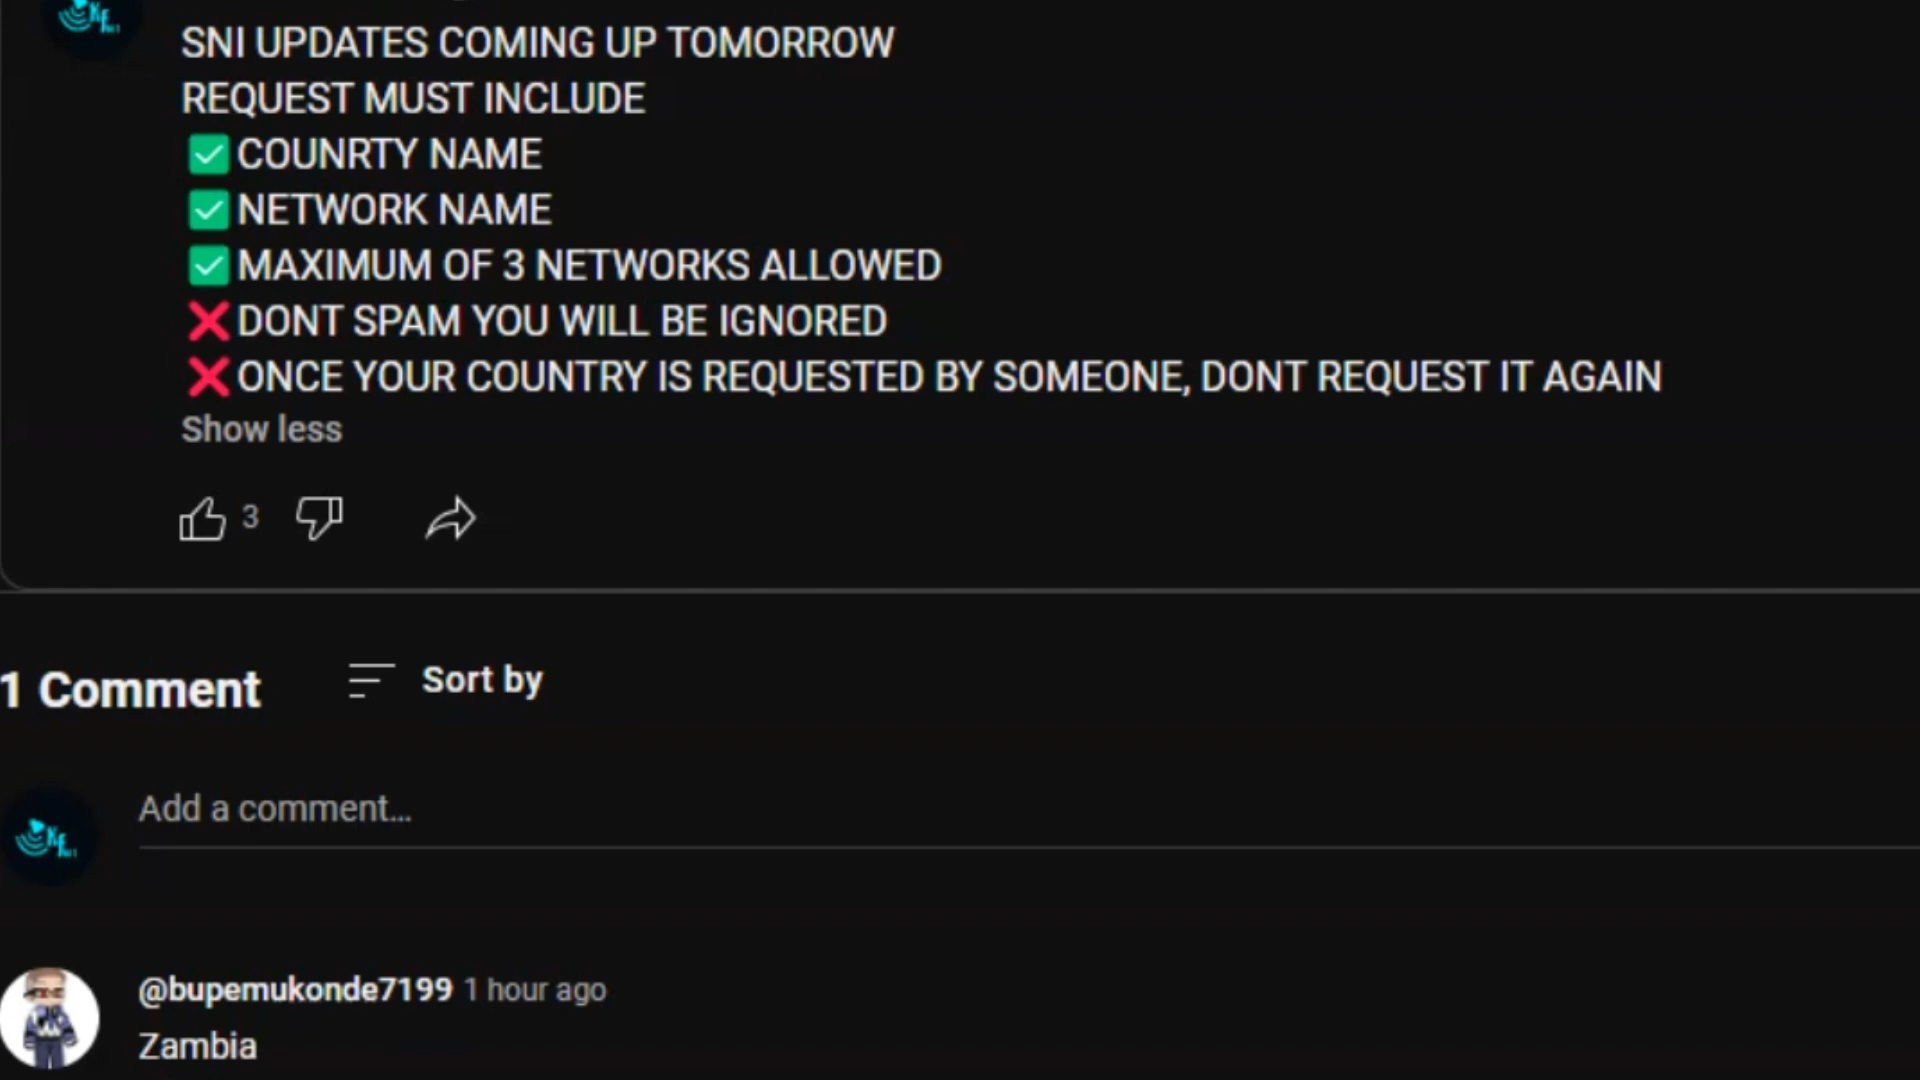 SNI UPDATES COMING UP TOMORROW
REQUEST MUST INCLUDE
✅COUNRTY NAME
✅NETWORK NAME
✅MAXIMUM OF 3 NETWORKS ALLOWED
❌DONT SPAM YOU WILL BE IGNORED
❌ONCE YOUR COUNTRY IS REQUESTED BY SOMEONE, DONT REQUEST IT AGAIN
Show less
3
1 Comment Sort by
Add a comment...
@bupemukonde7199 1 hour ago
Zambia